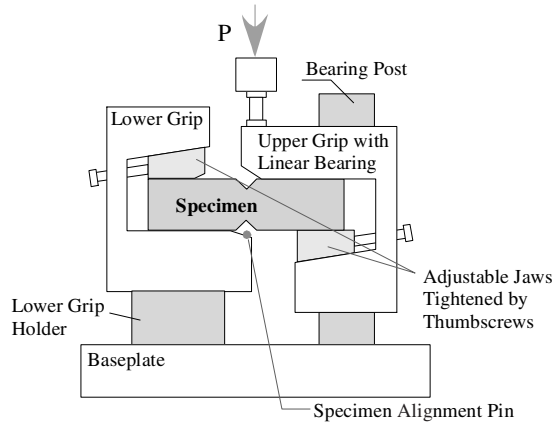 P
Bearing Post
Lower Grip
Upper Grip with
Linear Bearing
Specimen
Adjustable Jaws
Tightened by
Thumbscrews
Lower Grip
Holder
Baseplate
Specimen Alignment Pin